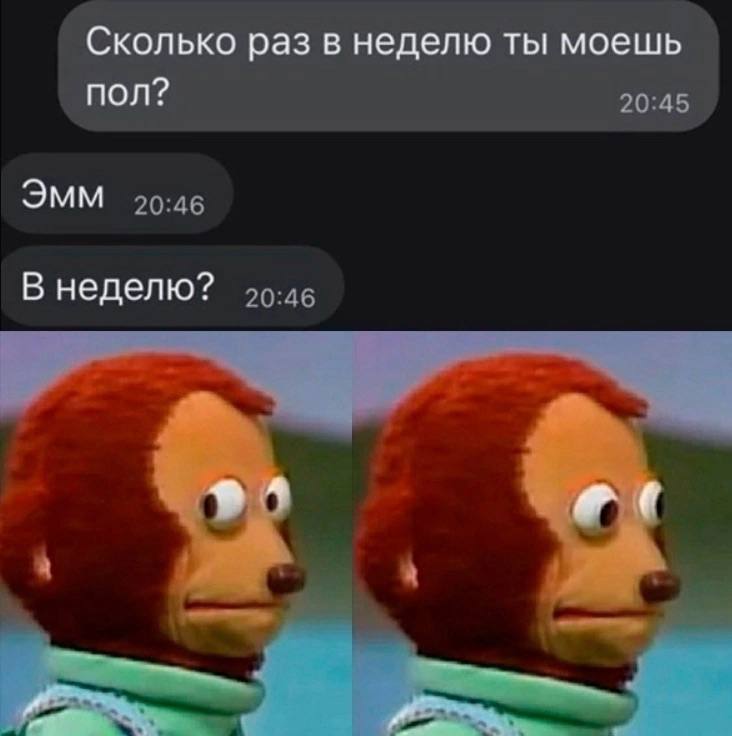 Сколько раз в неделю ты моешь
пол?
20:45
Эмм 20:46
В неделю? 20:46